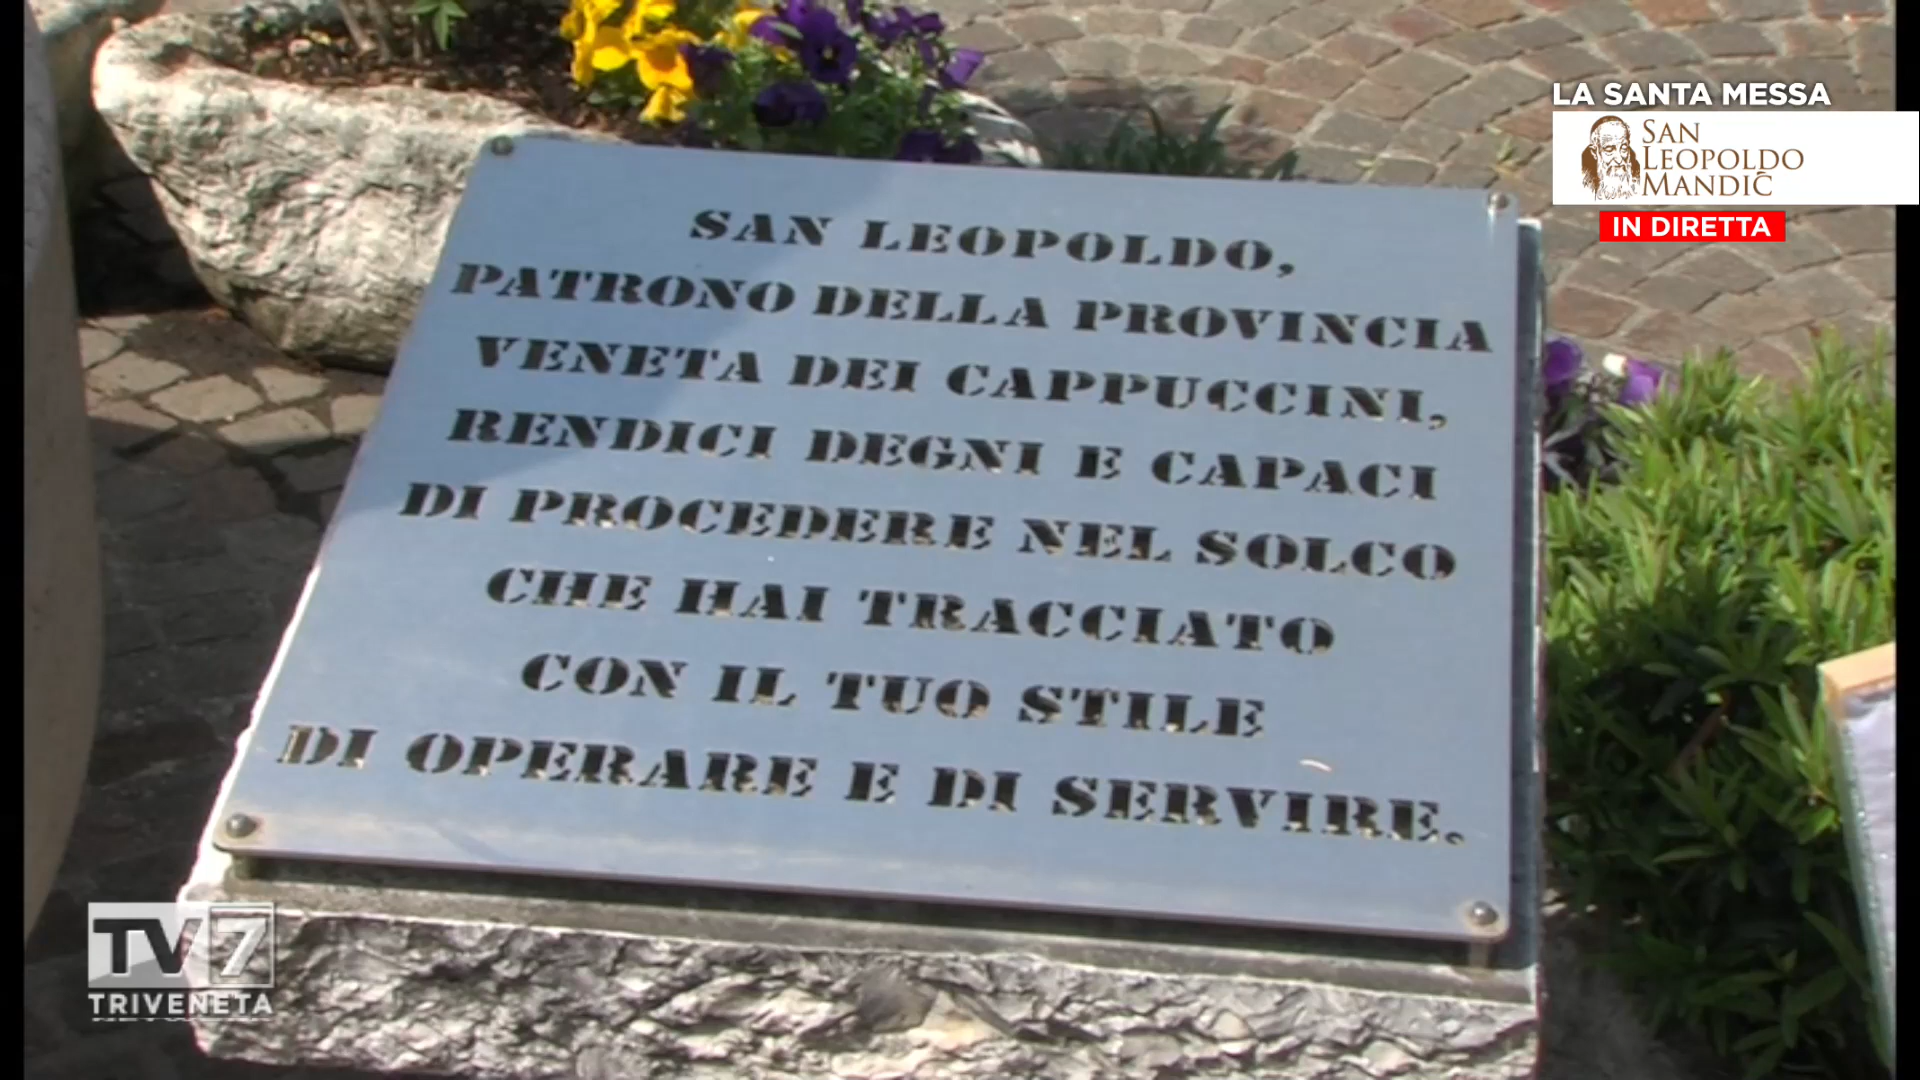 LA SANTA MESSA
SAN
LEOPOLDO
MANDIĆ
IN DIRETTA
SAN LEOPOLDO,
PATRONO DELLA PROVINCIA
VENETA DEI CAPPUCCINI,
RENDICI DEGNI E CAPACI
DI PROCEDERE NEL SOLCO
CHE HAI TRACCIATO
CON IL TUO STILE
DI OPERARE E DI SERVIRE.
TV7
TRIVENETA